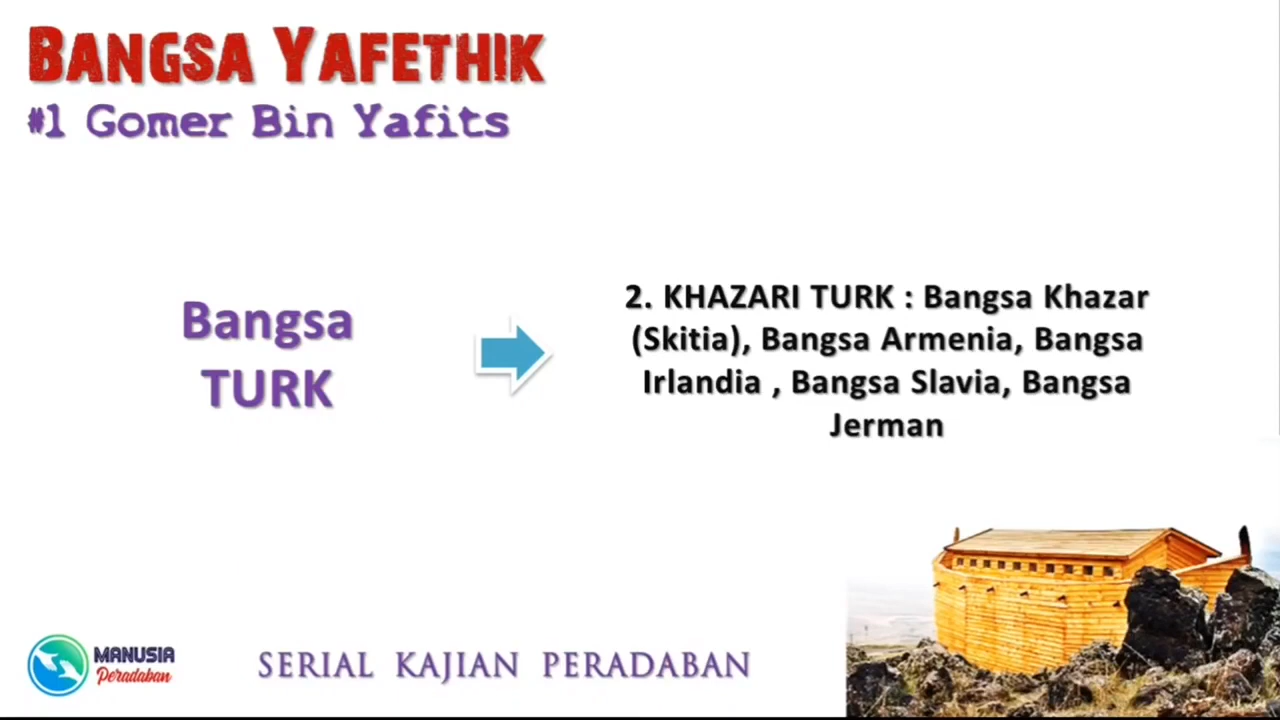 BANGSA YAFETHIK
#1 Gomer Bin Yafits
Bangsa
TURK
2. KHAZARI TURK : Bangsa Khazar
(Skitia), Bangsa Armenia, Bangsa
Irlandia , Bangsa Slavia, Bangsa
Jerman
MANUSIA
Peradaban
SERIAL KAJIAN PERADABAN